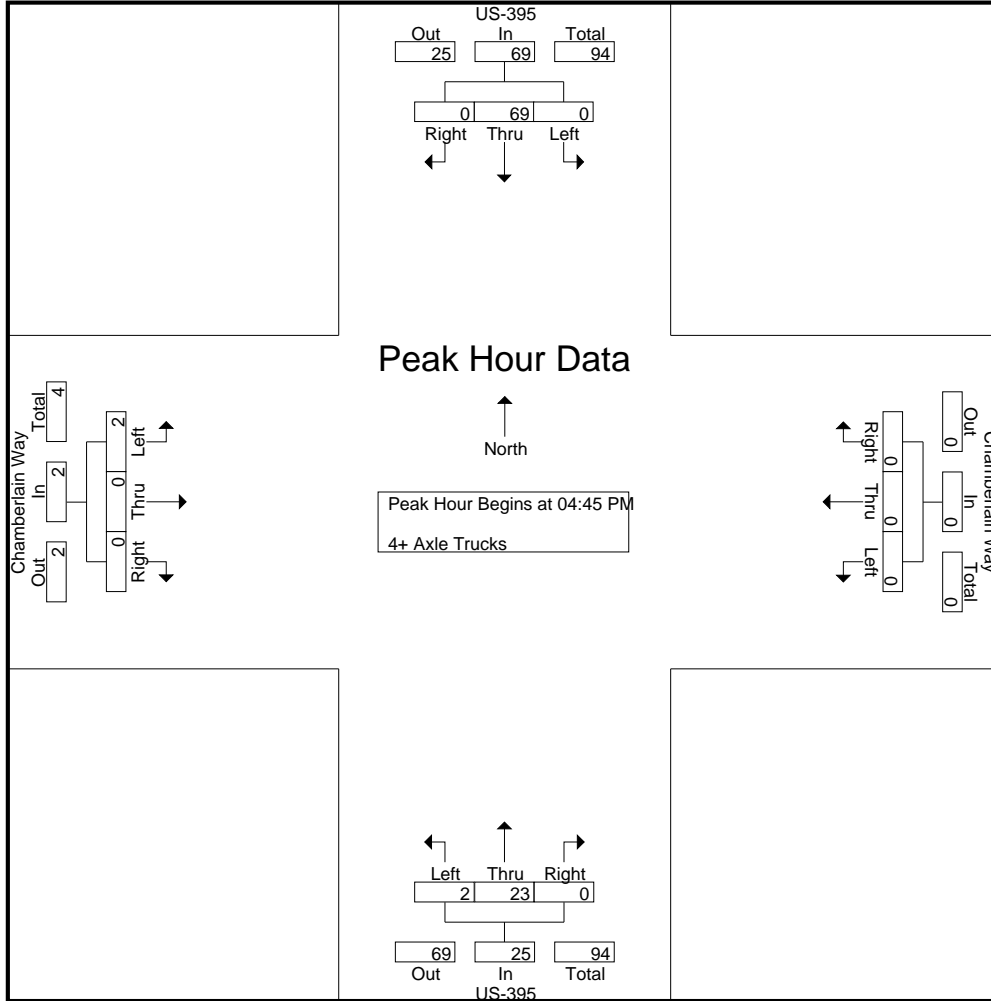 US-395
Out In Total
25 69 94
0 69 0
Right Thru Left
Peak Hour Data
North
Peak Hour Begins at 04:45 PM
4+ Axle Trucks
Chamberlain Way
Out In Total
2 2 4
Right Thru Left
0 0 2
Chamberlain Way
Out In Total
0 0 0
Right Thru Left
0 0 0
Left Thru Right
2 23 0
69 25 94
Out In Total
US-395